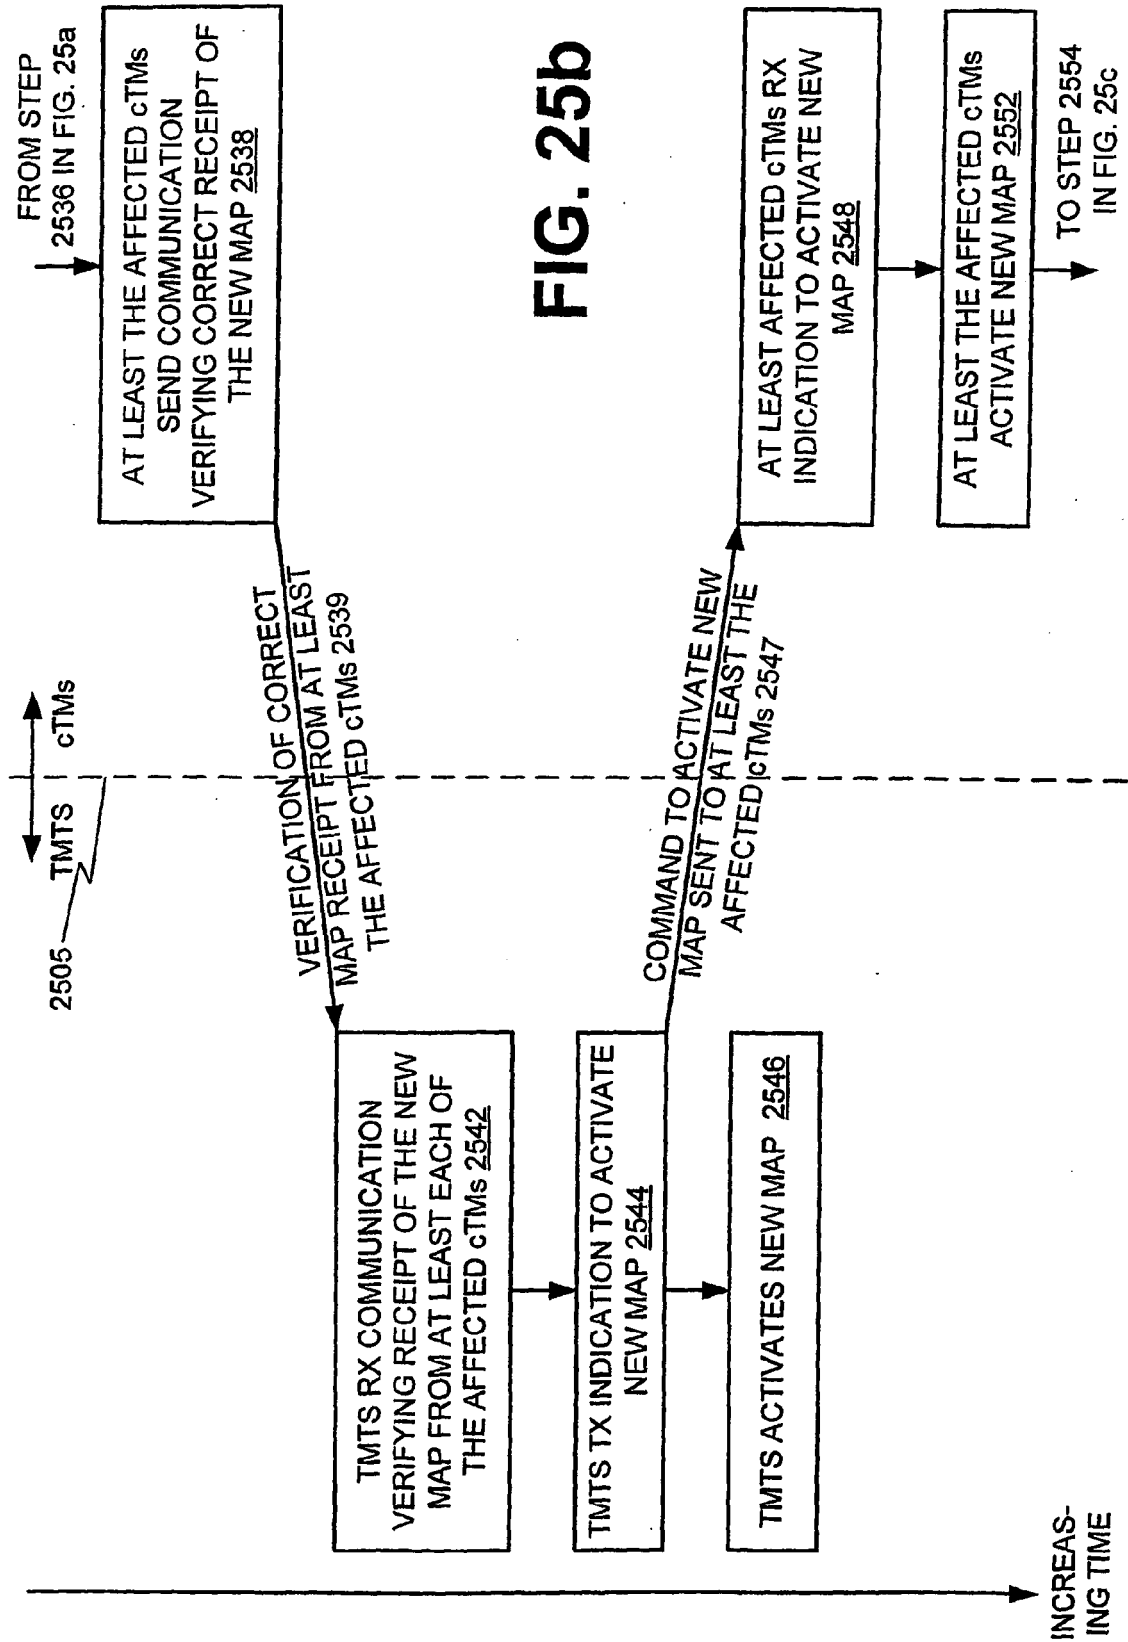 FROM STEP
2536 IN FIG. 25a
TMTS
cTMs
2505
AT LEAST THE AFFECTED cTMs
SEND COMMUNICATION
VERIFYING CORRECT RECEIPT OF
THE NEW MAP 2538
VERIFICATION OF CORRECT
MAP RECEIPT FROM AT LEAST
THE AFFECTED cTMs 2539
TMTS RX COMMUNICATION
VERIFYING RECEIPT OF THE NEW
MAP FROM AT LEAST EACH OF
THE AFFECTED cTMs 2542
TMTS TX INDICATION TO ACTIVATE
NEW MAP 2544
TMTS ACTIVATES NEW MAP 2546
COMMAND TO ACTIVATE NEW
MAP SENT TO AT LEAST THE
AFFECTED cTMs 2547
AT LEAST AFFECTED cTMs RX
INDICATION TO ACTIVATE NEW
MAP 2548
AT LEAST THE AFFECTED cTMs
ACTIVATE NEW MAP 2552
TO STEP 2554
IN FIG. 25c
INCREAS-
ING TIME
FIG. 25b